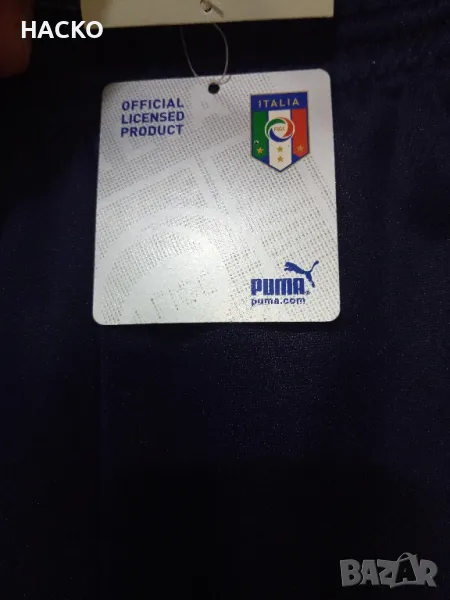 HACKO
OFFICIAL
LICENSED
PRODUCT
ITALIA
PUMA®
puma.com
BAZAR